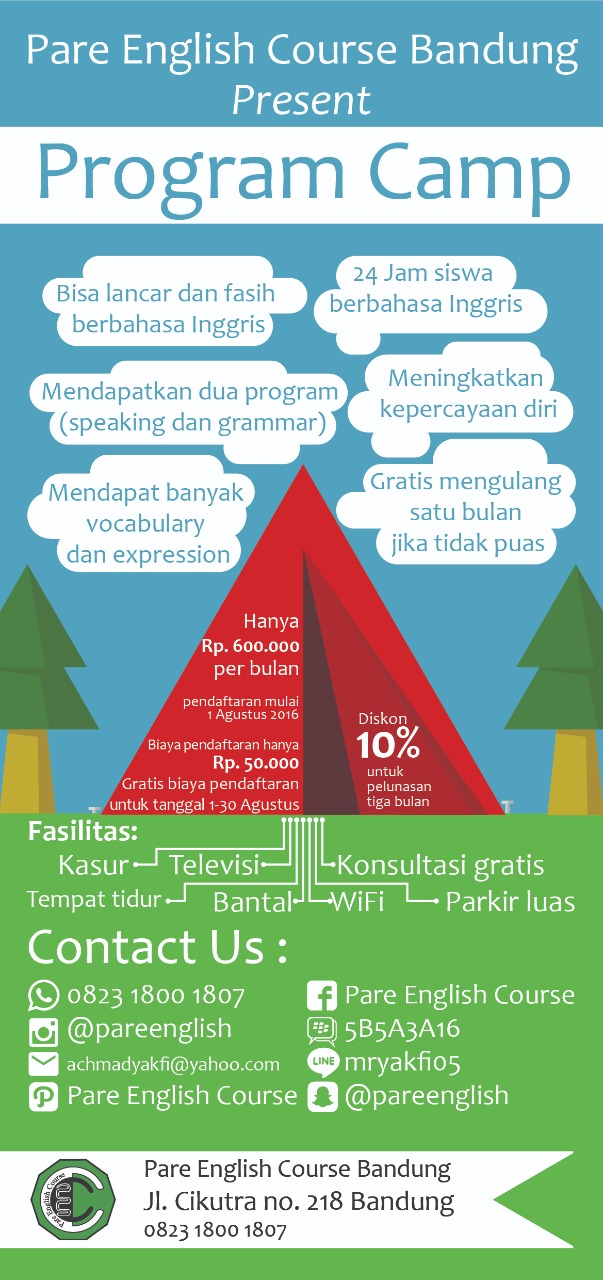 Pare English Course Bandung
Present
Program Camp
Bisa lancar dan fasih
berbahasa Inggris
24 Jam siswa
berbahasa Inggris
Mendapatkan dua program
(speaking dan grammar)
Meningkatkan
kepercayaan diri
Mendapat banyak
vocabulary
dan expression
Gratis mengulang
satu bulan
jika tidak puas
Hanya
Rp. 600.000
per bulan
pendaftaran mulai
1 Agustus 2016
Biaya pendaftaran hanya
Rp. 50.000
Gratis biaya pendaftaran
untuk tanggal 1-30 Agustus
Diskon
10%
untuk
pelunasan
tiga bulan
Fasilitas:
Kasur
Televisi
Konsultasi gratis
Tempat tidur
Bantal
WiFi
Parkir luas
Contact Us :
0823 1800 1807
Pare English Course
@pareenglish
5B5A3A16
achmadyakfi@yahoo.com
LINE
mryakfi05
Pare English Course
@pareenglish
Pare English Course
Pare English Course Bandung
Jl. Cikutra no. 218 Bandung
0823 1800 1807